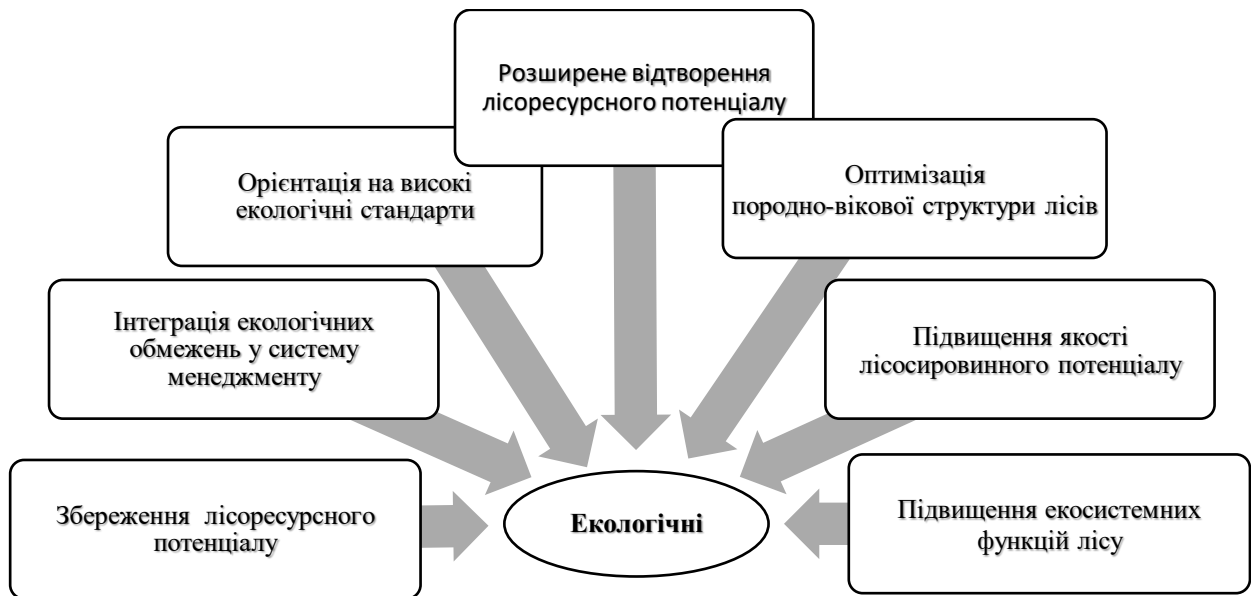 Розширене відтворення
лісоресурсного потенціалу
Орієнтація на високі
екологічні стандарти
Оптимізація
породно-вікової структури лісів
Інтеграція екологічних
обмежень у систему
менеджменту
Підвищення якості
лісосировинного потенціалу
Збереження лісоресурсного
потенціалу
Екологічні
Підвищення екосистемних
функцій лісу